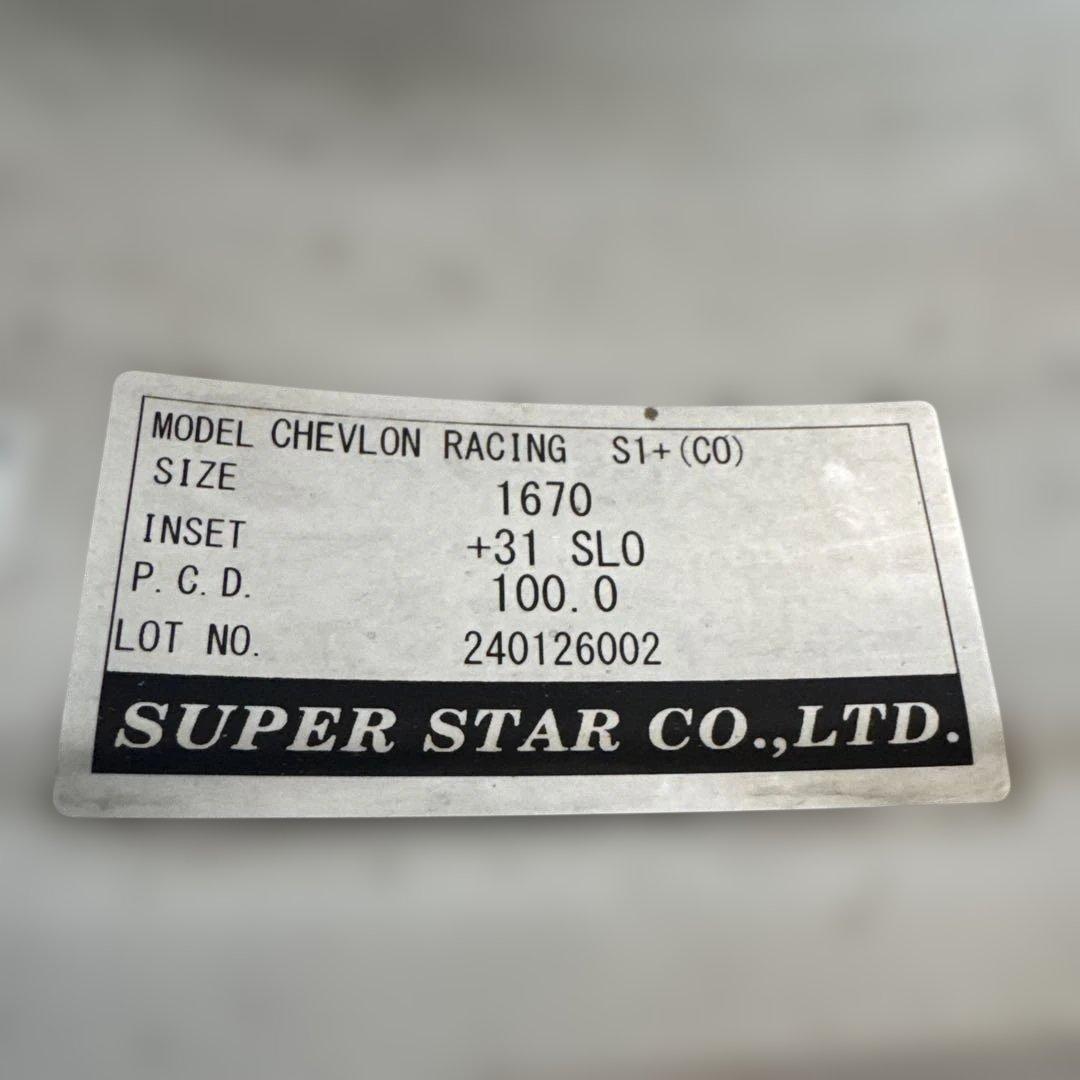 MODEL CHEVLON RACING S1+(CO)
SIZE 1670
INSET +31 SLO
P.C.D. 100.0
LOT NO. 240126002
SUPER STAR CO.,LTD.